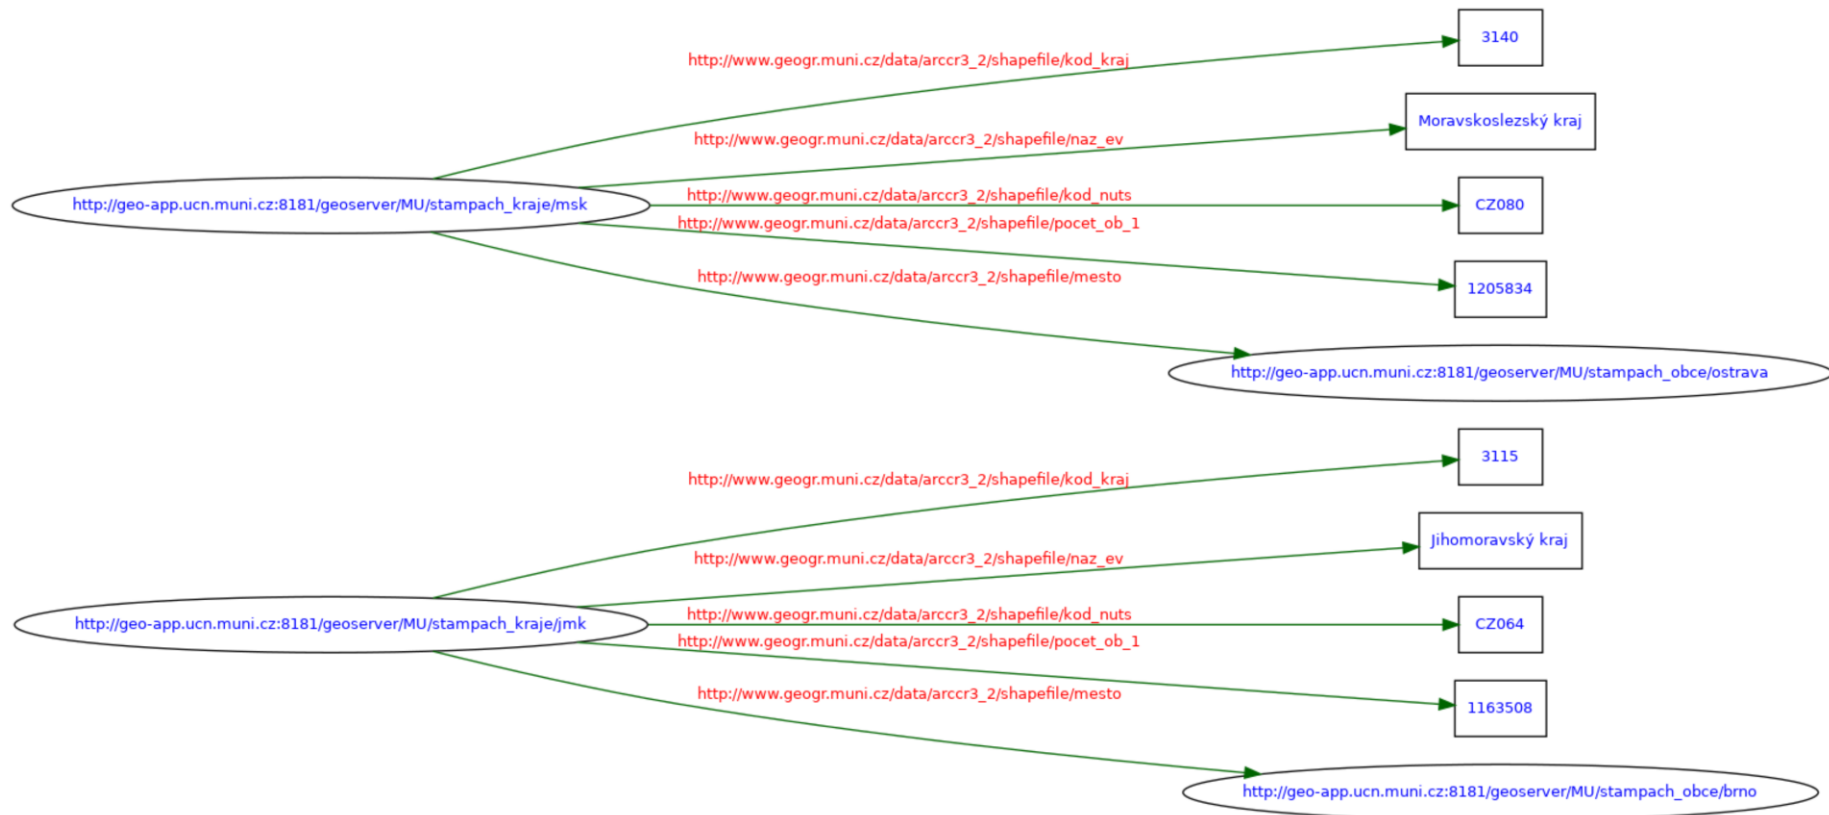 3140
http://www.geogr.muni.cz/data/arccr3_2/shapefile/kod_kraj
Moravskoslezský kraj
http://www.geogr.muni.cz/data/arccr3_2/shapefile/naz_ev
http://www.geogr.muni.cz/data/arccr3_2/shapefile/kod_nuts
http://geo-app.ucn.muni.cz:8181/geoserver/MU/stampach_kraje/msk
CZ080
http://www.geogr.muni.cz/data/arccr3_2/shapefile/pocet_ob_1
http://www.geogr.muni.cz/data/arccr3_2/shapefile/mesto
1205834
http://geo-app.ucn.muni.cz:8181/geoserver/MU/stampach_obce/ostrava
3115
http://www.geogr.muni.cz/data/arccr3_2/shapefile/kod_kraj
Jihomoravský kraj
http://www.geogr.muni.cz/data/arccr3_2/shapefile/naz_ev
http://www.geogr.muni.cz/data/arccr3_2/shapefile/kod_nuts
http://geo-app.ucn.muni.cz:8181/geoserver/MU/stampach_kraje/jmk
CZ064
http://www.geogr.muni.cz/data/arccr3_2/shapefile/pocet_ob_1
http://www.geogr.muni.cz/data/arccr3_2/shapefile/mesto
1163508
http://geo-app.ucn.muni.cz:8181/geoserver/MU/stampach_obce/brno